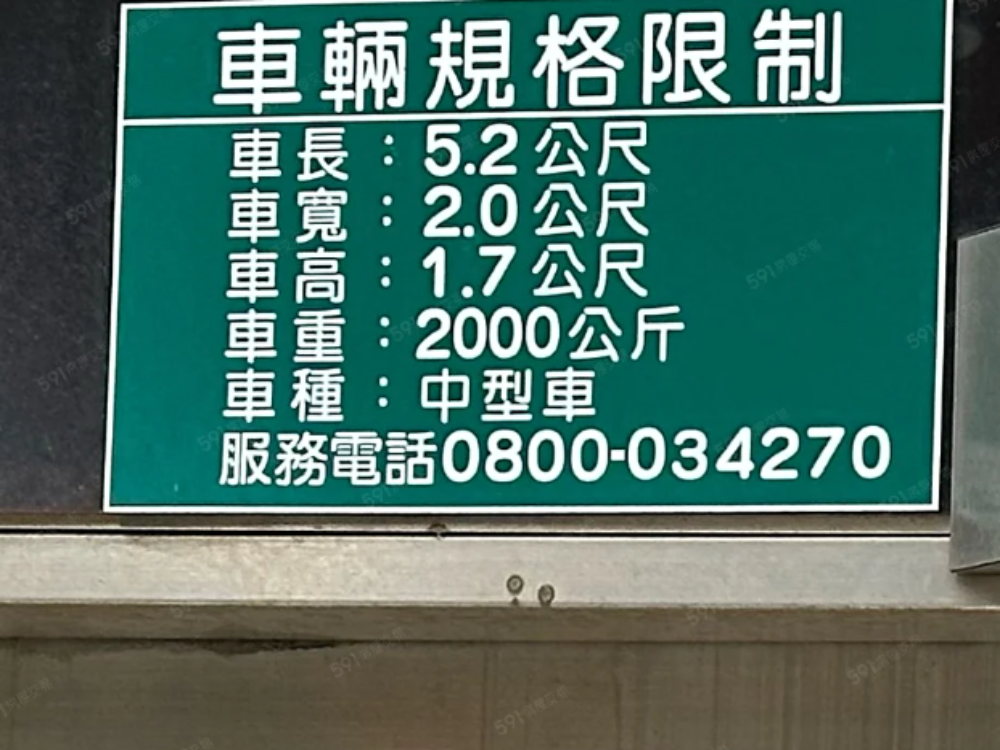 車輛規格限制
車長：5.2公尺
車寬：2.0公尺
車高：1.7公尺
車重：2000公斤
車種：中型車
服務電話0800-034270